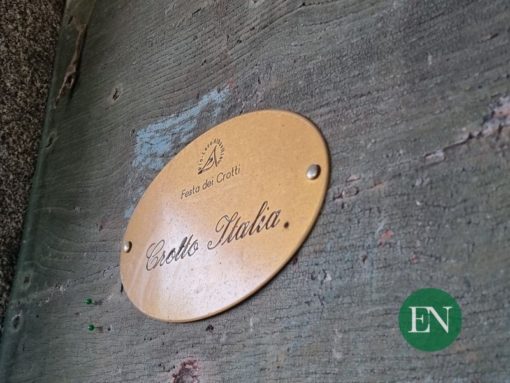 Festa dei Crotti
Crotto Italia
EN